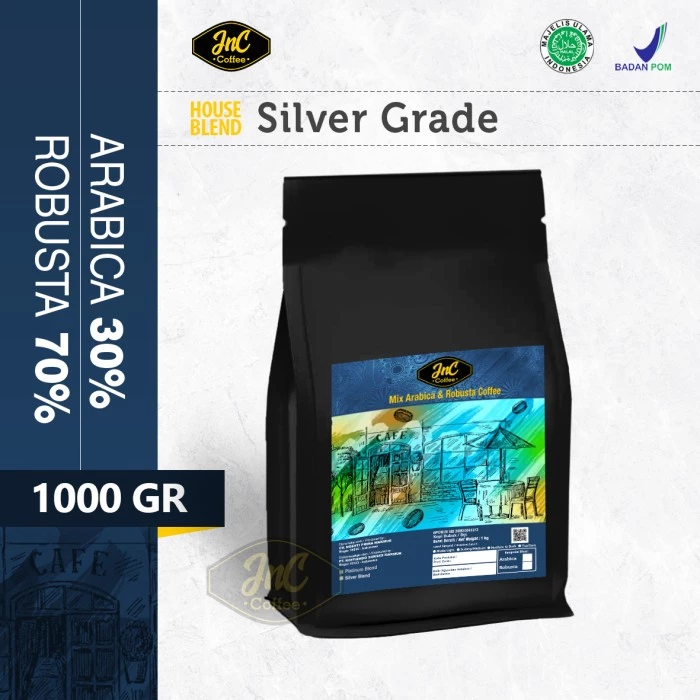 JnC
Coffee
MAJELIS ULAMA
INDONESIA
BADAN POM
HOUSE
BLEND
Silver Grade
ARABICA 30%
ROBUSTA 70%
1000 GR
JnC
Coffee
Mix Arabica & Robusta Coffee
CAFE
Platinum Blend
Silver Blend
Arabica
Robusta
JnC
Coffee
CAFE